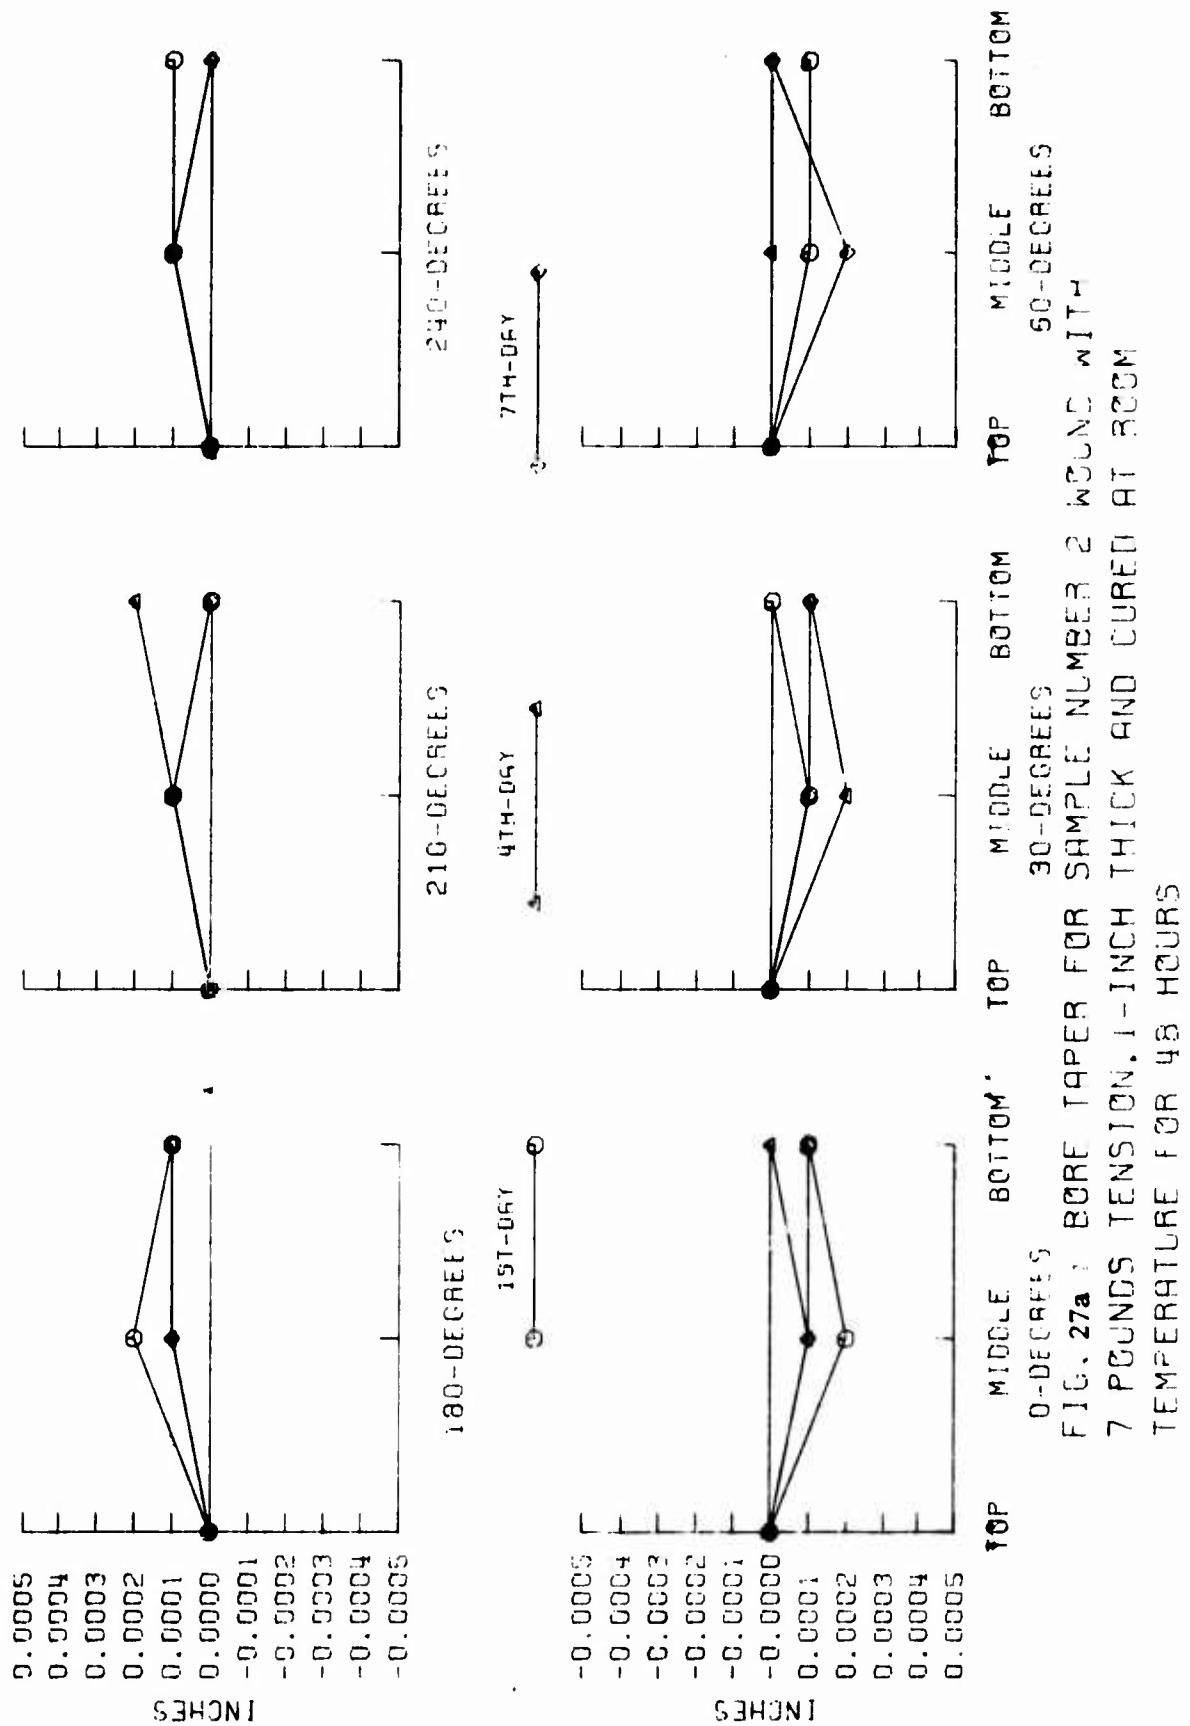 INCHES
0.0005
0.0004
0.0003
0.0002
0.0001
0.0000
-0.0001
-0.0002
-0.0003
-0.0004
-0.0005
180-DEGREES
210-DEGREES
240-DEGREES
1ST-DAY
4TH-DAY
7TH-DAY
INCHES
-0.0005
-0.0004
-0.0003
-0.0002
-0.0001
-0.0000
0.0001
0.0002
0.0003
0.0004
0.0005
TOP MIDDLE BOTTOM
TOP MIDDLE BOTTOM
TOP MIDDLE BOTTOM
0-DEGREES
30-DEGREES
60-DEGREES
FIG. 27a : BORE TAPER FOR SAMPLE NUMBER 2 WOUND WITH
7 POUNDS TENSION, 1-INCH THICK AND CURED AT ROOM
TEMPERATURE FOR 48 HOURS